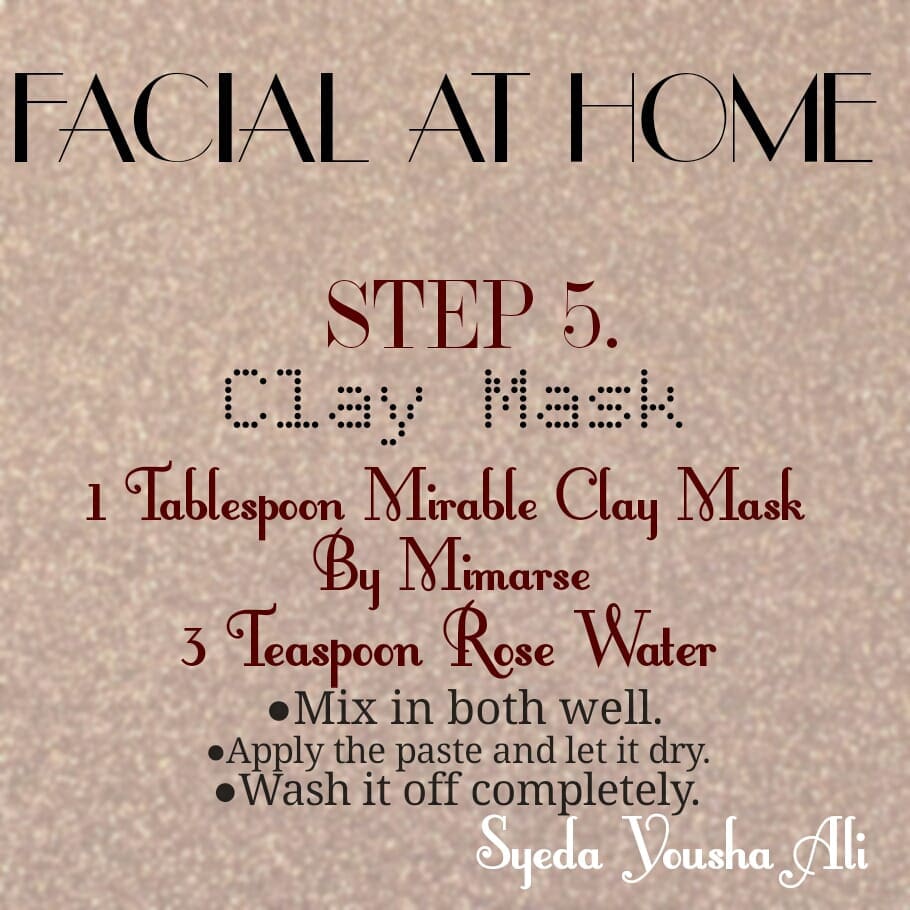 FACIAL AT HOME
STEP 5.
Clay Mask
1 Tablespoon Mirable Clay Mask
By Mimarse
3 Teaspoon Rose Water
●Mix in both well.
●Apply the paste and let it dry.
●Wash it off completely.
Syeda Yousha Ali